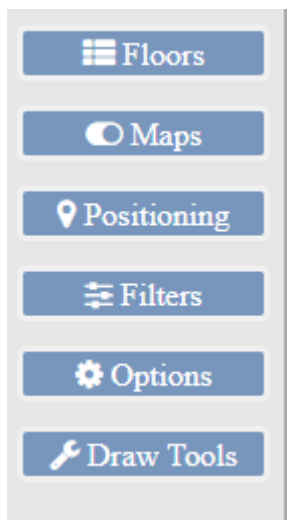 Floors
Maps
Positioning
Filters
Options
Draw Tools